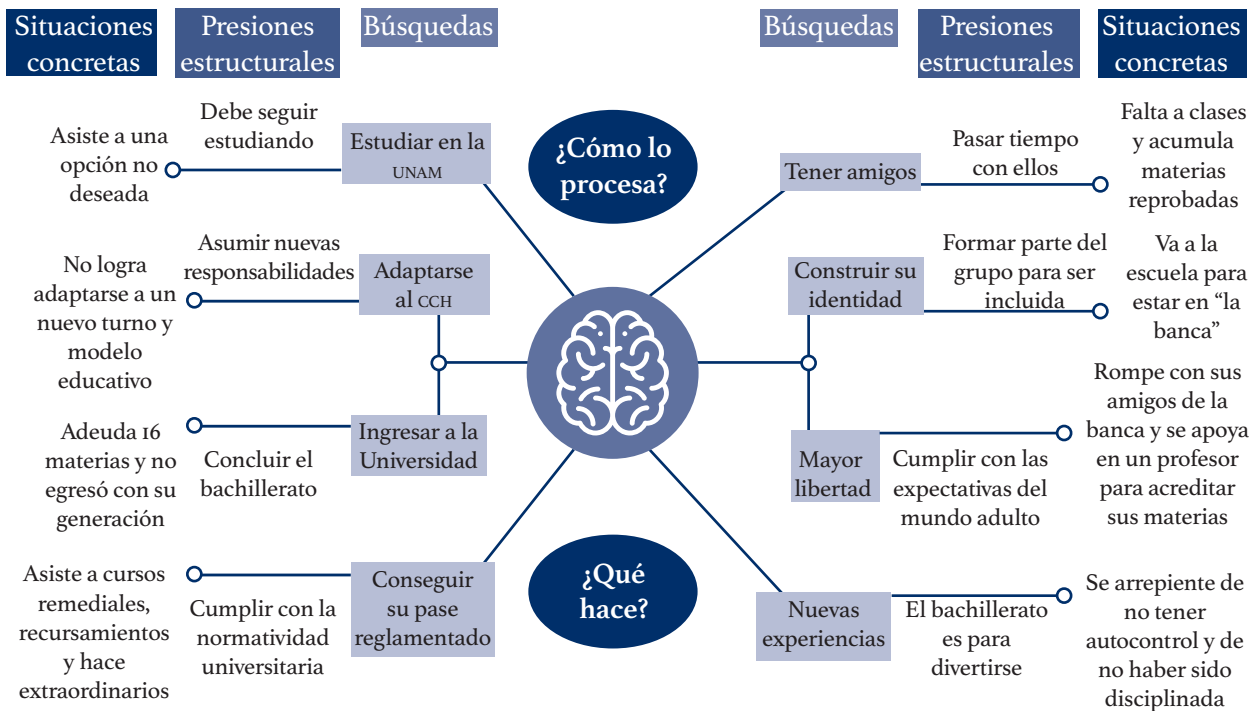 Situaciones
concretas
Presiones
estructurales
Búsquedas
Búsquedas
Presiones
estructurales
Situaciones
concretas
Asiste a una
opción no
deseada
Debe seguir
estudiando
Estudiar en la
UNAM
No logra
adaptarse a un
nuevo turno y
modelo
educativo
Asumir nuevas
responsabilidades
Adaptarse
al CCH
Adeuda 16
materias y no
egresó con su
generación
Concluir el
bachillerato
Ingresar a la
Universidad
Asiste a cursos
remediales,
recursamientos
y hace
extraordinarios
Cumplir con la
normatividad
universitaria
Conseguir
su pase
reglamentado
¿Cómo lo
procesa?
¿Qué
hace?
Tener amigos
Pasar tiempo
con ellos
Falta a clases
y acumula
materias
reprobadas
Construir su
identidad
Formar parte del
grupo para ser
incluida
Va a la
escuela para
estar en “la
banca”
Mayor
libertad
Cumplir con las
expectativas del
mundo adulto
Rompe con sus
amigos de la
banca y se apoya
en un profesor
para acreditar
sus materias
Nuevas
experiencias
El bachillerato
es para
divertirse
Se arrepiente de
no tener
autocontrol y de
no haber sido
disciplinada